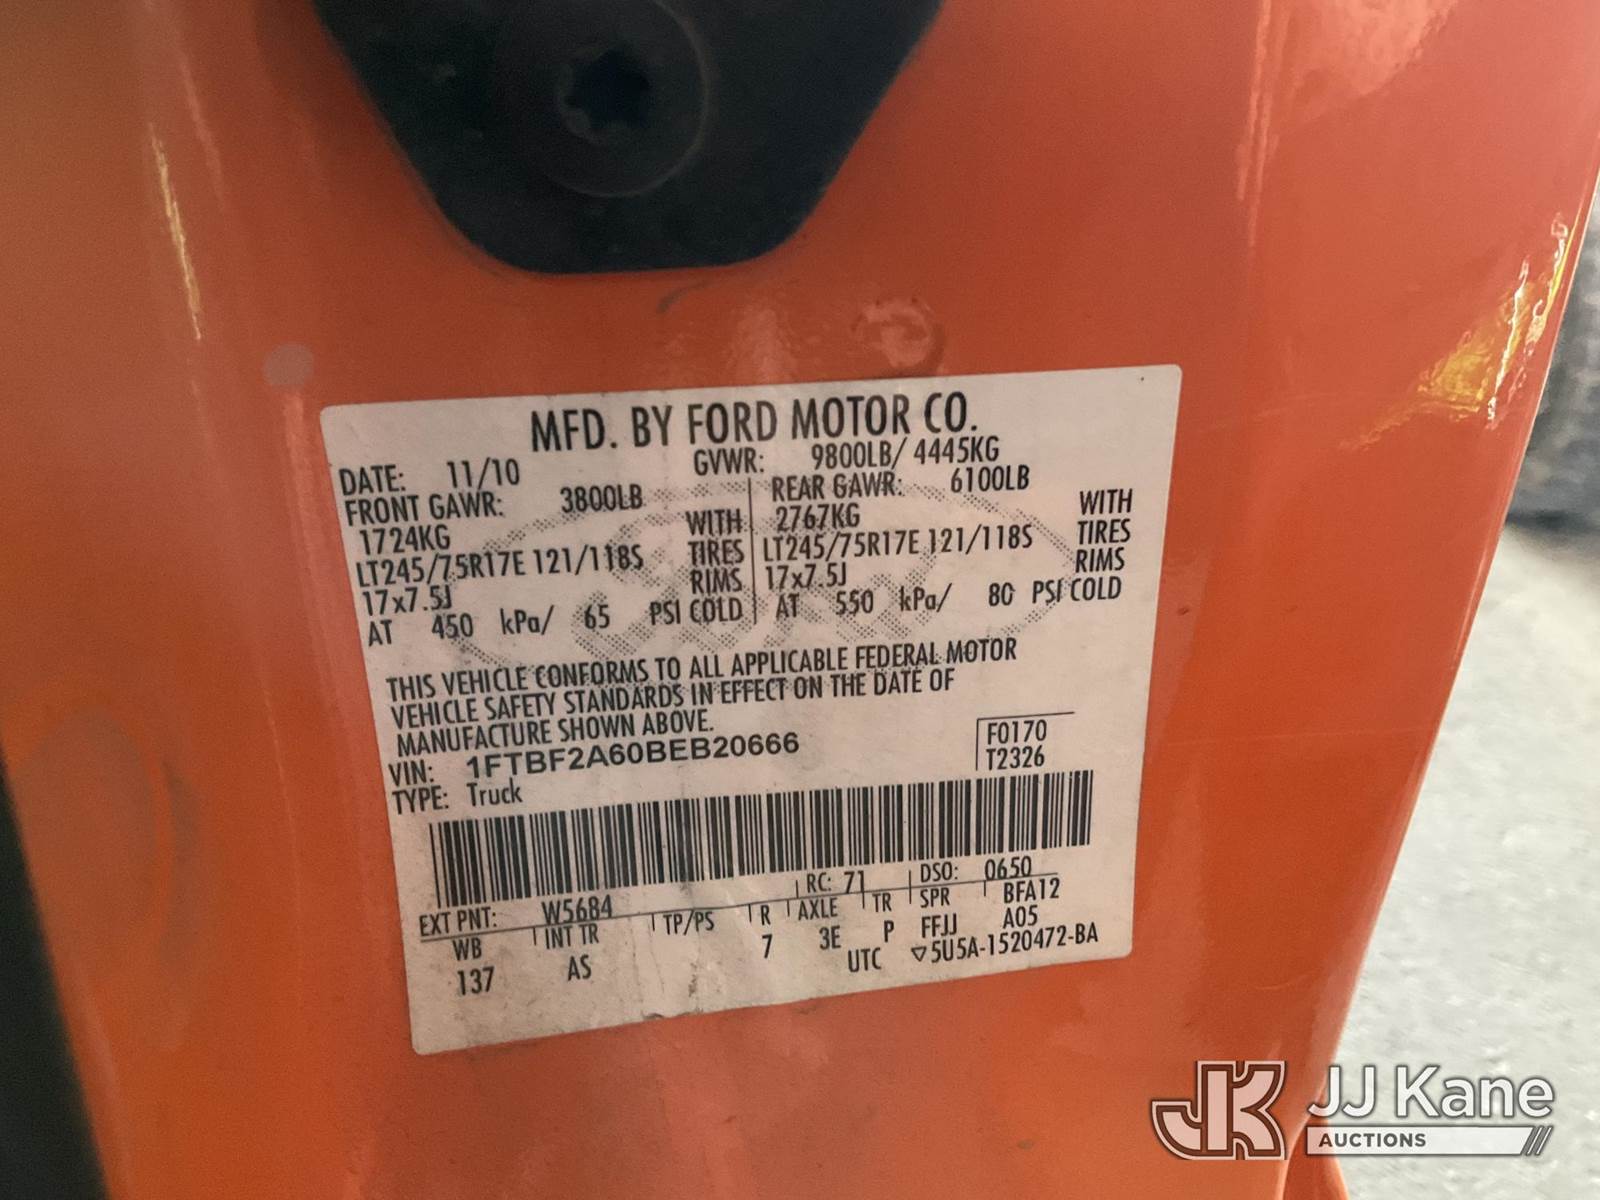 MFD. BY FORD MOTOR CO.
DATE: 11/10 GVWR: 9800LB/ 4445KG
FRONT GAWR: 3800LB REAR GAWR: 6100LB
1724KG WITH 2767KG WITH
LT245/75R17E 121/118S TIRES LT245/75R17E 121/118S TIRES
17x7.5J RIMS 17x7.5J RIMS
AT 450 kPa/ 65 PSI COLD AT 550 kPa/ 80 PSI COLD
THIS VEHICLE CONFORMS TO ALL APPLICABLE FEDERAL MOTOR
VEHICLE SAFETY STANDARDS IN EFFECT ON THE DATE OF
MANUFACTURE SHOWN ABOVE.
VIN: 1FTBF2A60BEB20666 F0170
TYPE: Truck T2326
EXT PNT: W5684 RC: 71 DSO: 0650
WB INT TR TP/PS R AXLE TR SPR BFA12
137 AS 7 3E P FFJJ A05
UTC ▽5U5A-1520472-BA
JK JJ Kane
AUCTIONS